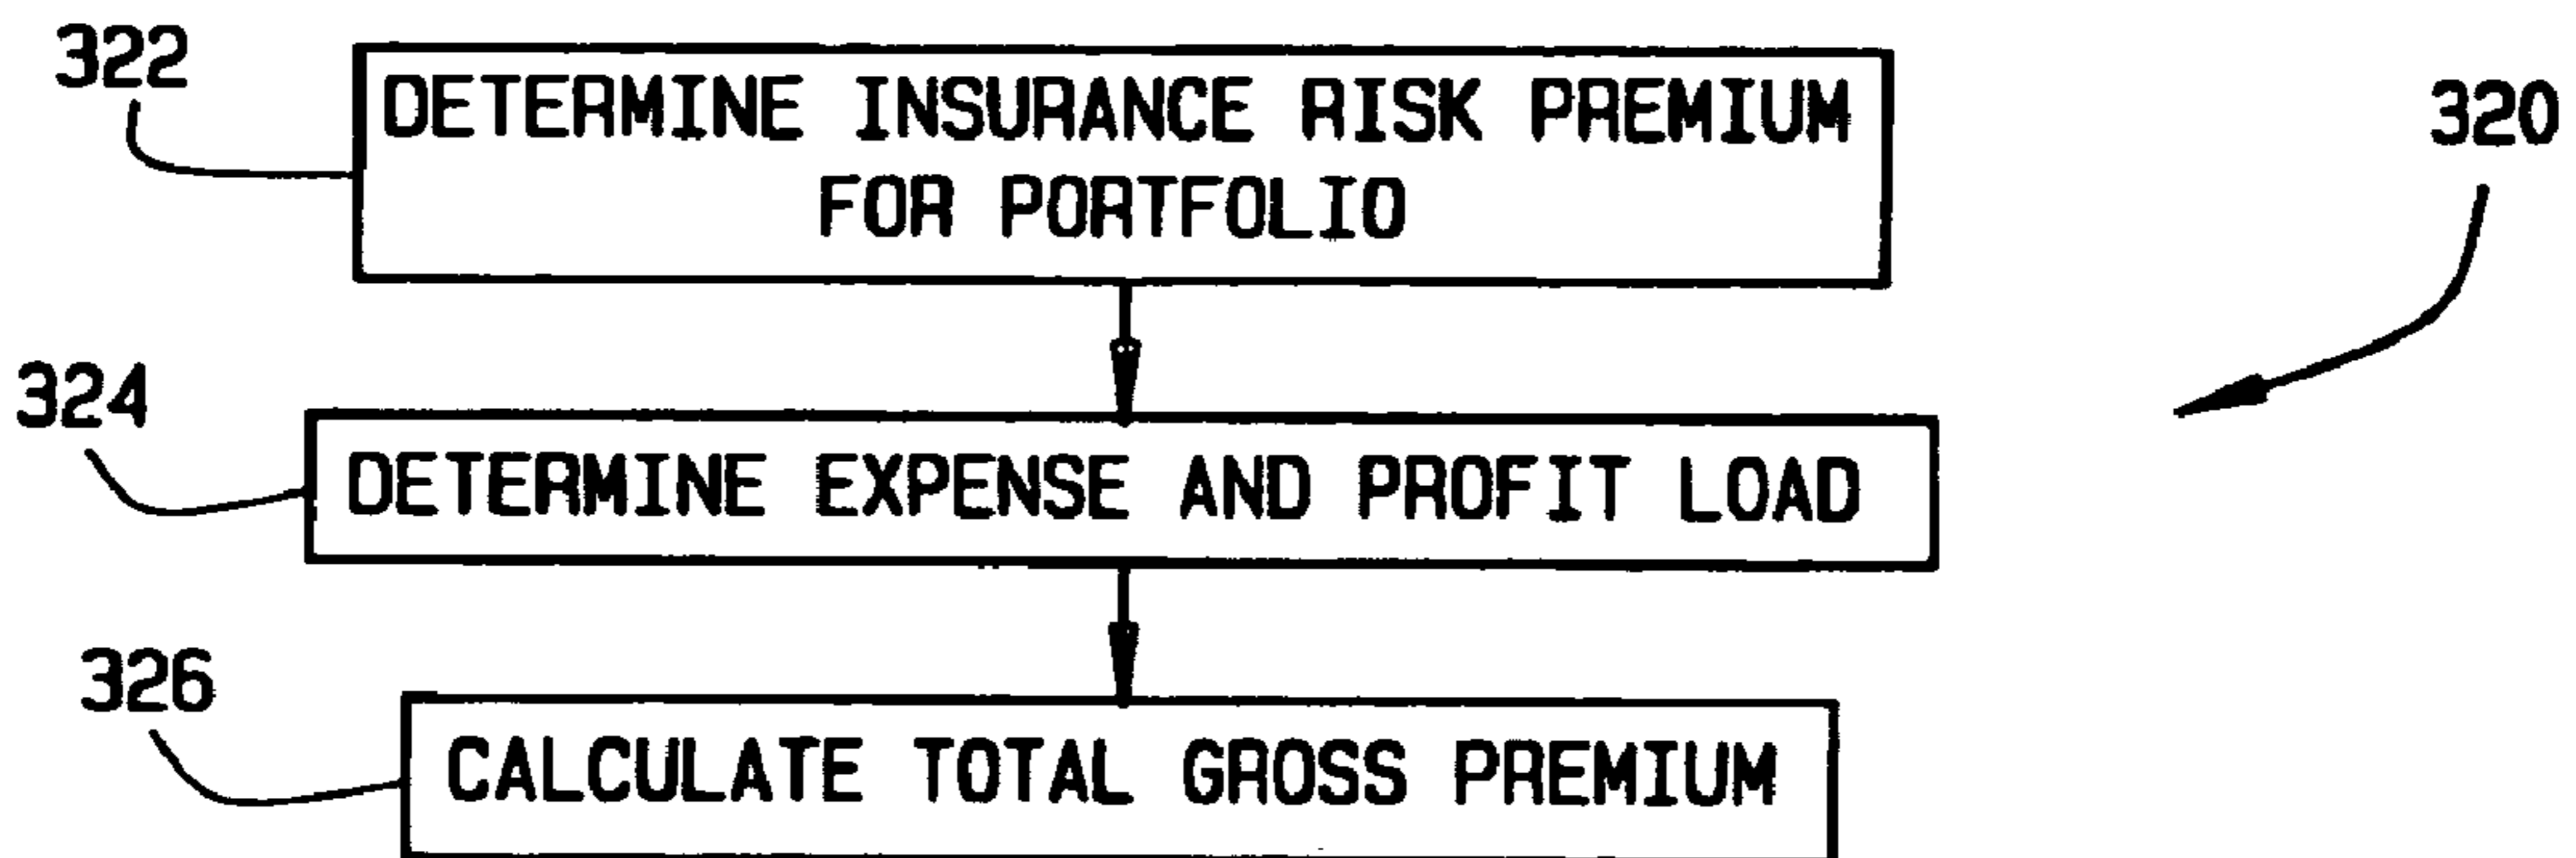 322
DETERMINE INSURANCE RISK PREMIUM
FOR PORTFOLIO
320
324
DETERMINE EXPENSE AND PROFIT LOAD
326
CALCULATE TOTAL GROSS PREMIUM